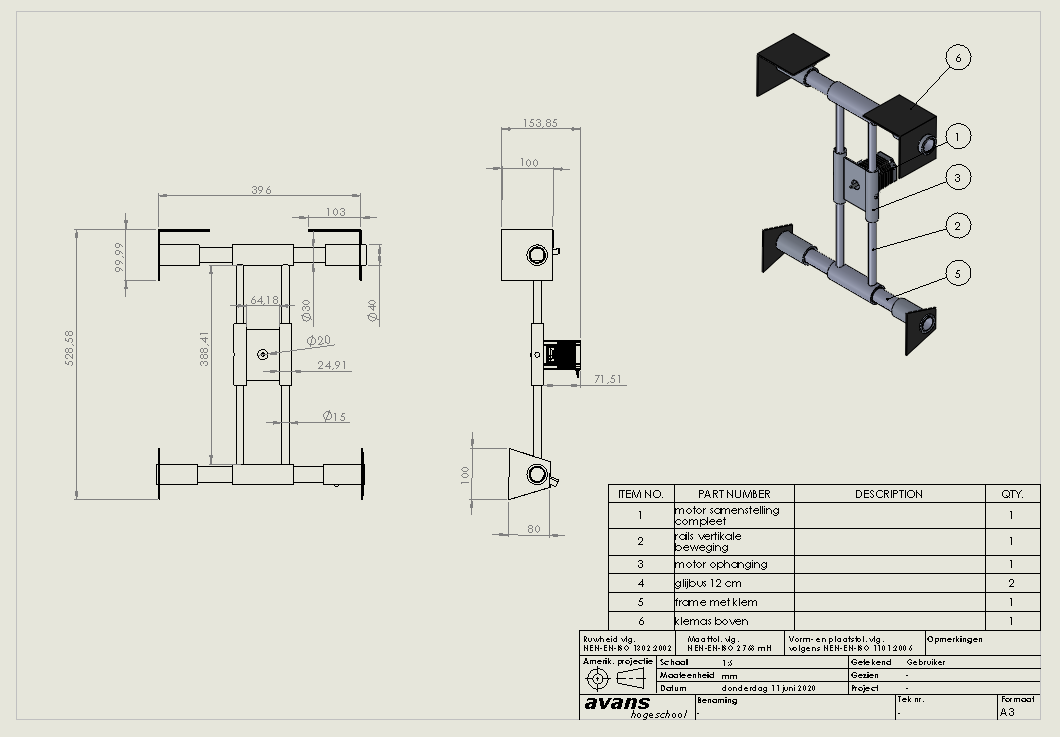 6
1
3
2
5
153,85
100
396
103
99,99
64,18
Ø30
Ø40
528,58
388,41
Ø20
24,91
71,51
Ø15
100
80
ITEM NO. PART NUMBER DESCRIPTION QTY.
1 motor samenstelling compleet 1
2 rails vertikale beweging 1
3 motor ophanging 1
4 glijbus 12 cm 2
5 frame met klem 1
6 klemas boven 1
Ruwheid vlg. Maattol. vlg. Vorm- en plaatstol. vlg. Opmerkingen
NEN-EN-ISO 1302:2002 NEN-EN-ISO 2768 mH volgens NEN-EN-ISO 1101:2006
Amerik. projectie Schaal 1:6 Getekend Gebruiker
Maateenheid mm Gezien -
Datum donderdag 11 juni 2020 Project -
avans Benaming Tek nr. Formaat
hogeschool - - A3